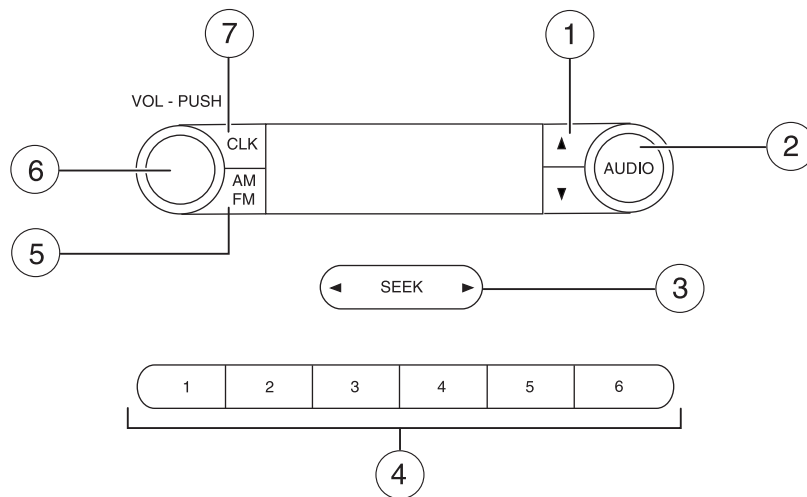 7
1
VOL - PUSH
CLK
▲
2
6
AUDIO
AM
FM
▼
5
◄ SEEK ►
3
1 2 3 4 5 6
4